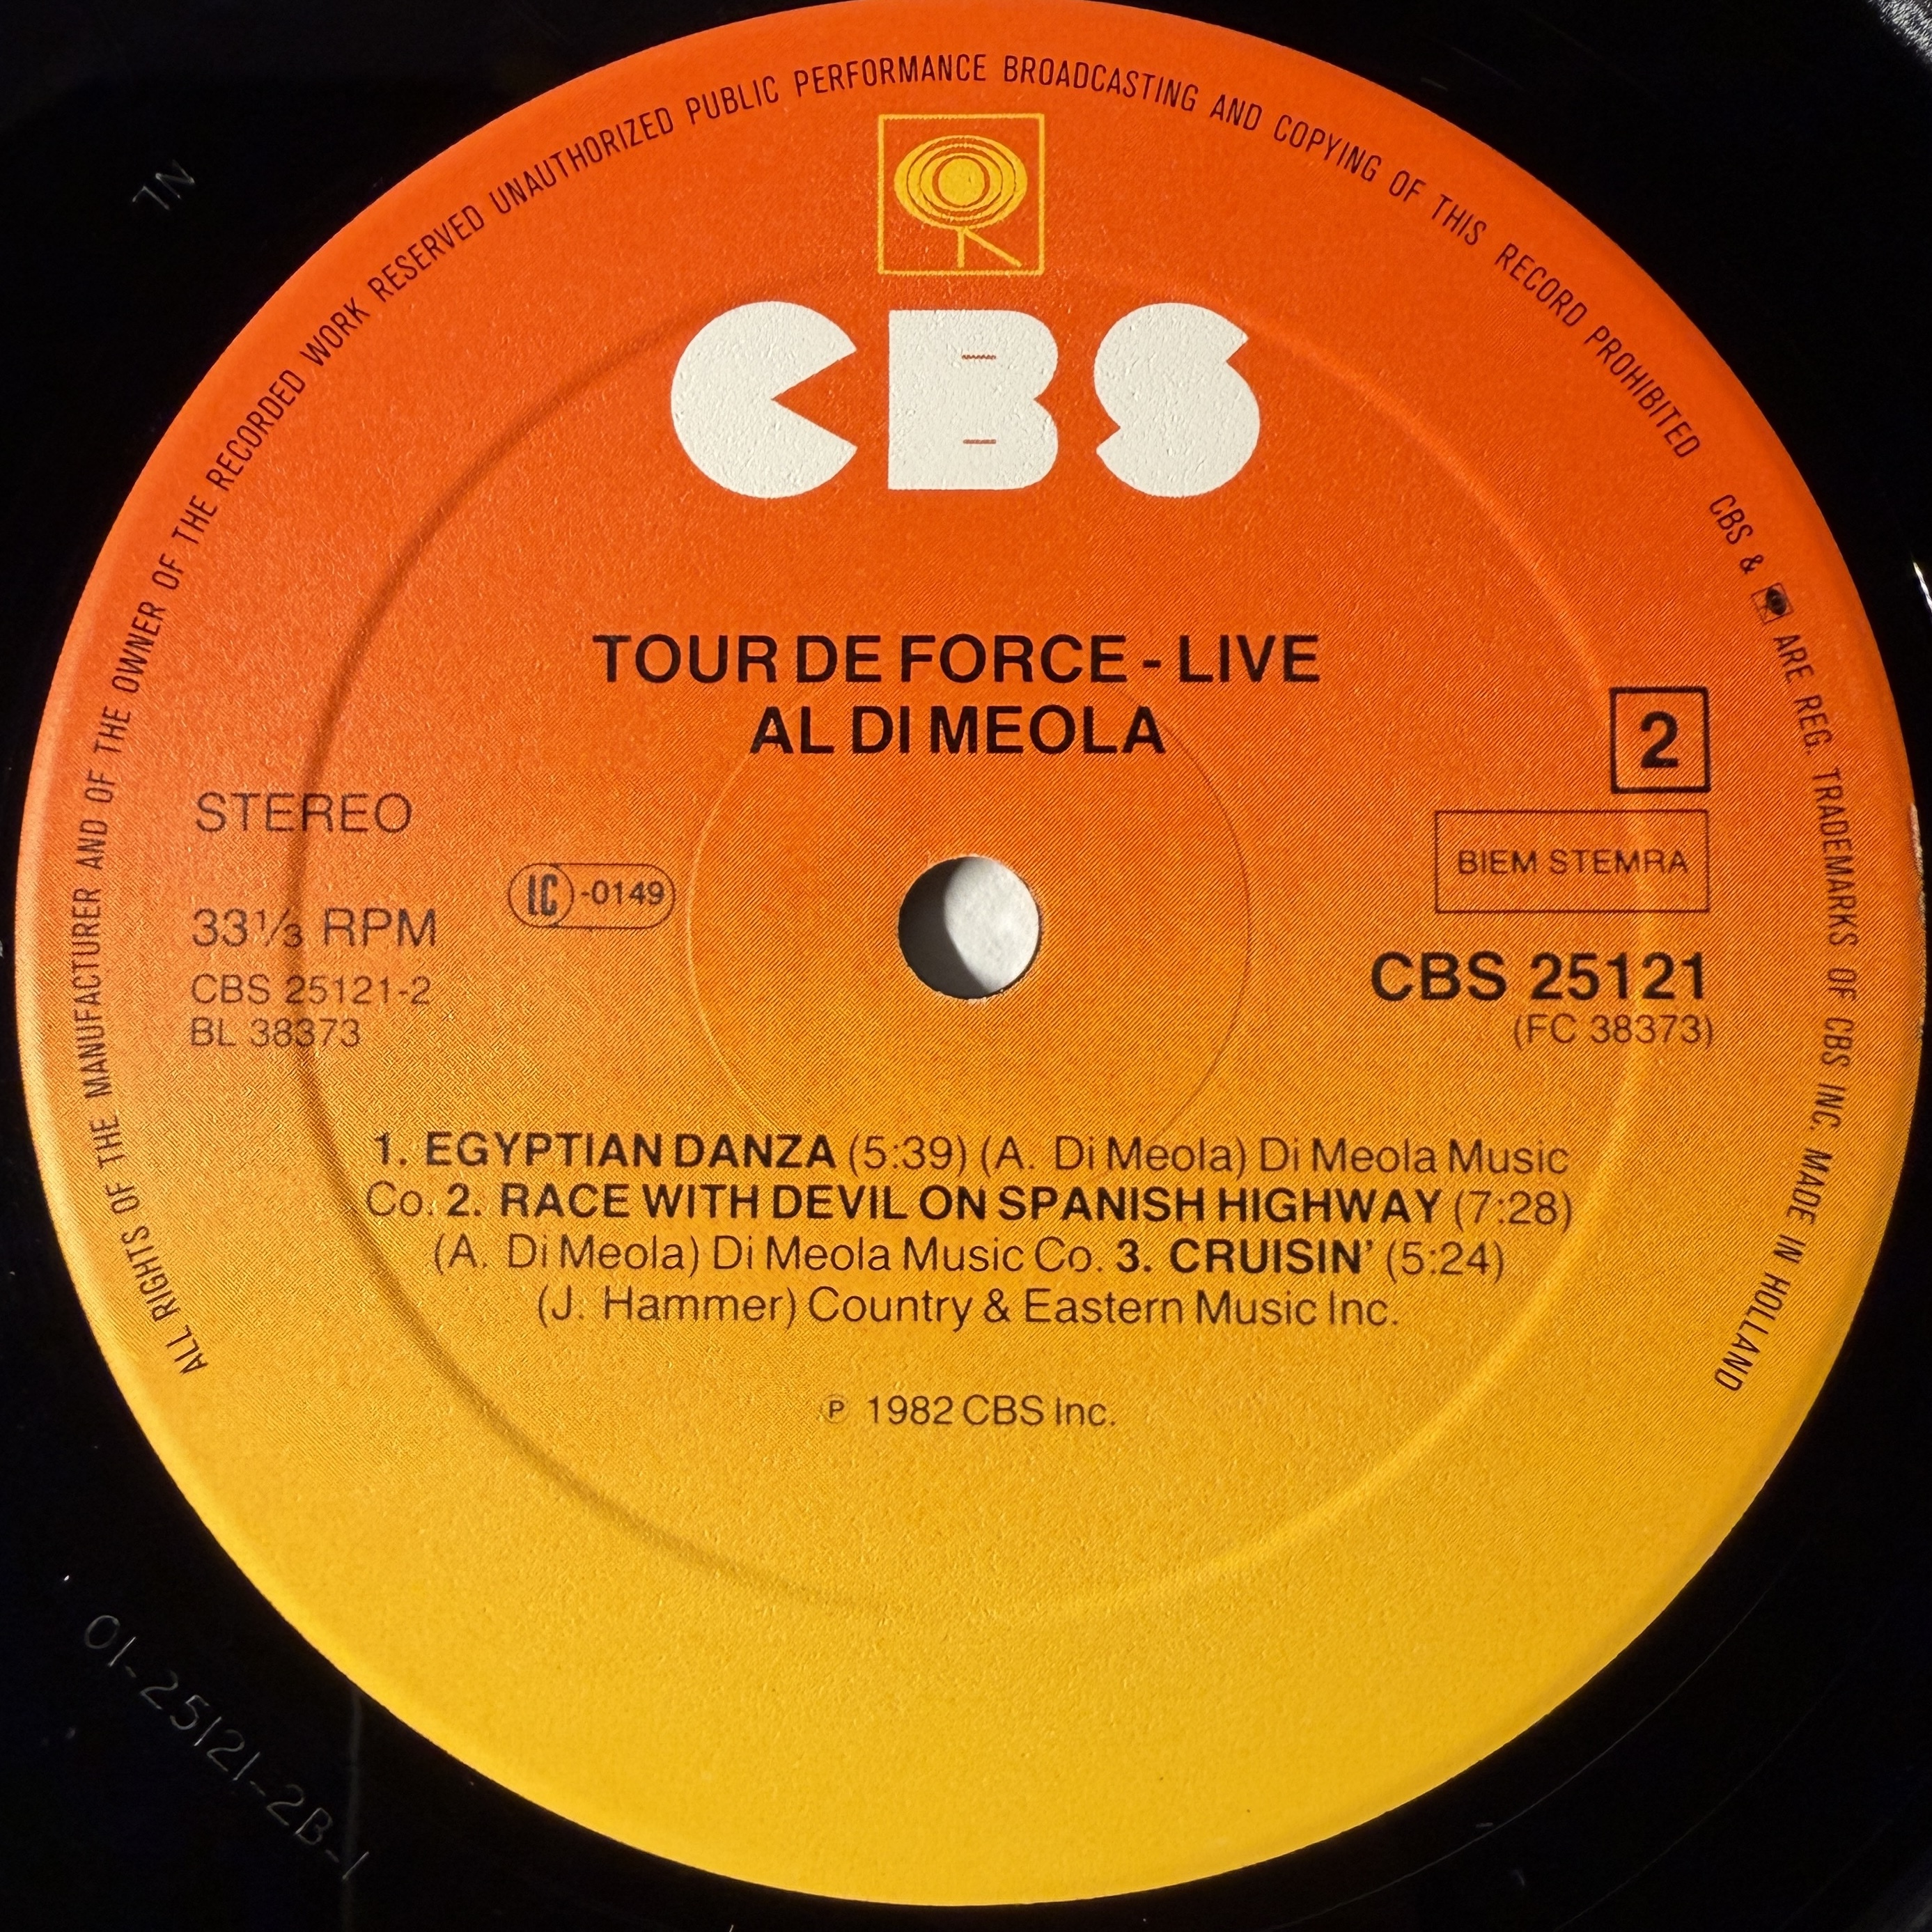 ALL RIGHTS OF THE MANUFACTURER AND OF THE OWNER OF THE RECORDED WORK RESERVED UNAUTHORIZED PUBLIC PERFORMANCE BROADCASTING AND COPYING OF THIS RECORD PROHIBITED CBS & ARE REG. TRADEMARKS OF CBS INC. MADE IN HOLLAND
NL
CBS
TOUR DE FORCE - LIVE
AL DI MEOLA
2
STEREO
BIEM STEMRA
LC -0149
33 1/3 RPM
CBS 25121-2
BL 38373
CBS 25121
(FC 38373)
1. EGYPTIAN DANZA (5:39) (A. Di Meola) Di Meola Music
Co. 2. RACE WITH DEVIL ON SPANISH HIGHWAY (7:28)
(A. Di Meola) Di Meola Music Co. 3. CRUISIN' (5:24)
(J. Hammer) Country & Eastern Music Inc.
℗ 1982 CBS Inc.
01-25121-2B-1